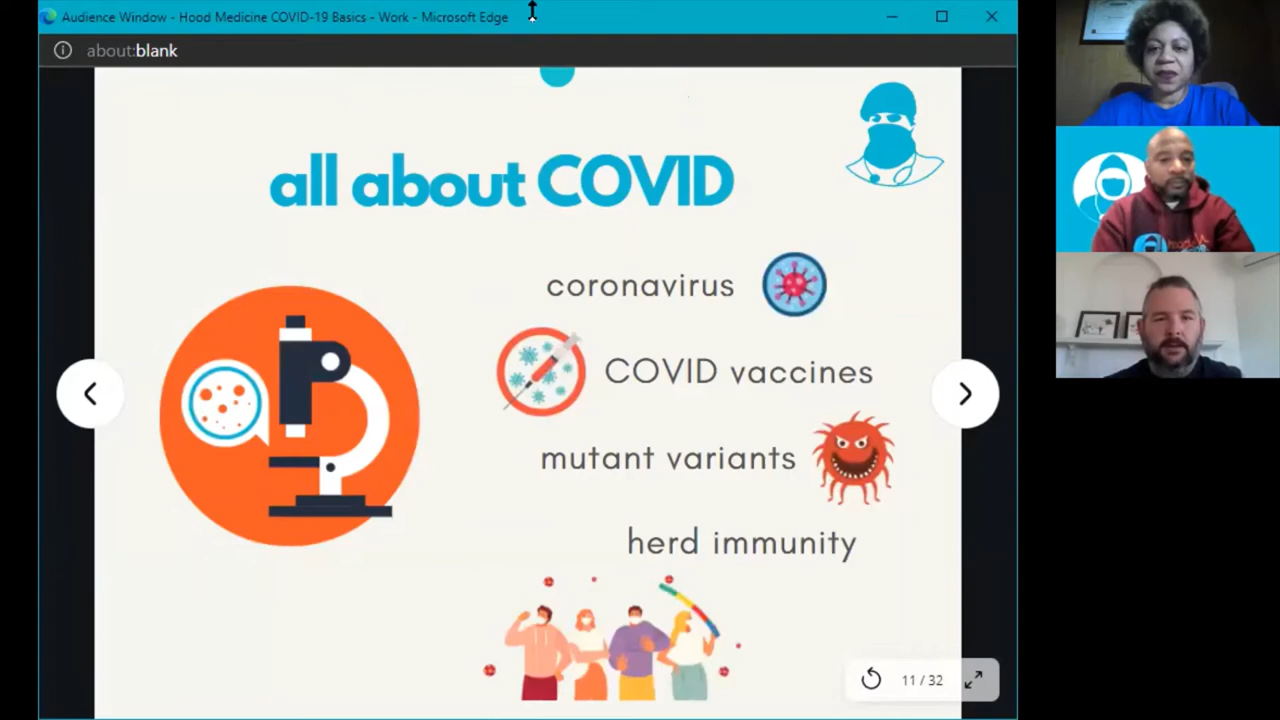 Audience Window - Hood Medicine COVID-19 Basics - Work - Microsoft Edge
about:blank
all about COVID
coronavirus
COVID vaccines
mutant variants
herd immunity
11 / 32